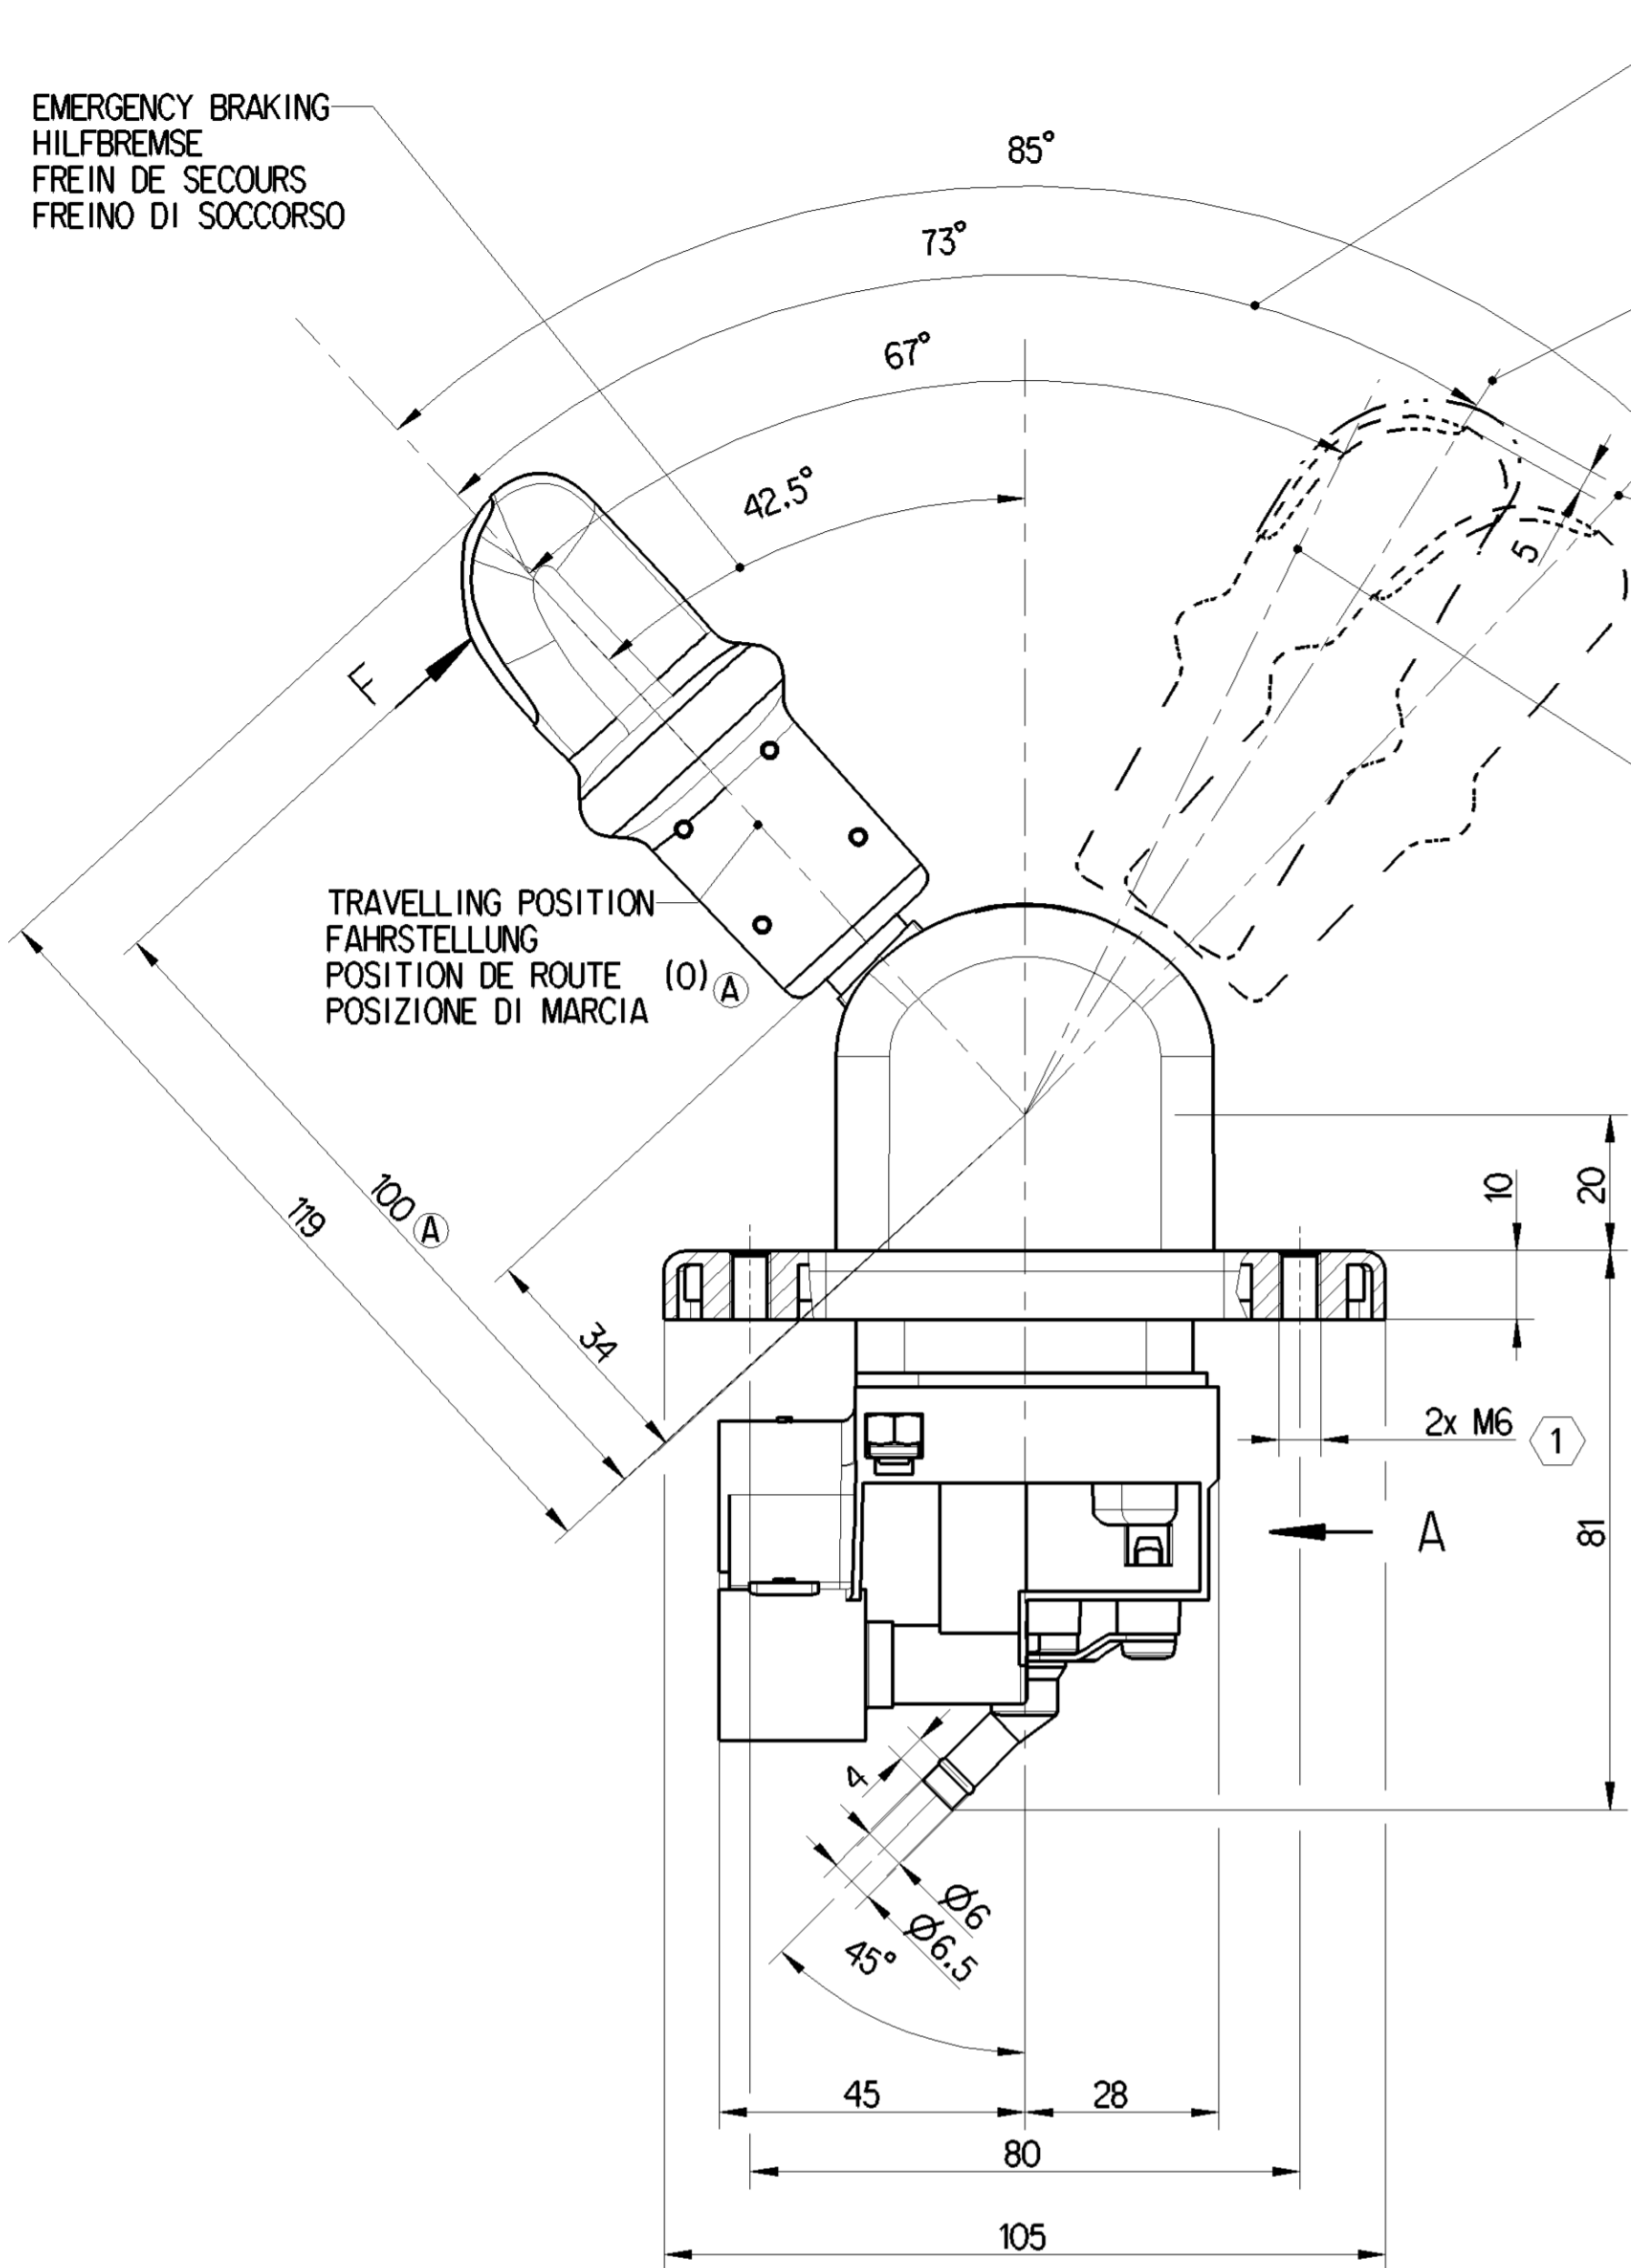 EMERGENCY BRAKING
HILFBREMSE
FREIN DE SECOURS
FREINO DI SOCCORSO
85°
73°
67°
42.5°
5
F
TRAVELLING POSITION
FAHRSTELLUNG
POSITION DE ROUTE (0) A
POSIZIONE DI MARCIA
119
100 A
34
10
20
2x M6 1
A
81
4
Ø6
Ø6.5
45°
45
28
80
105